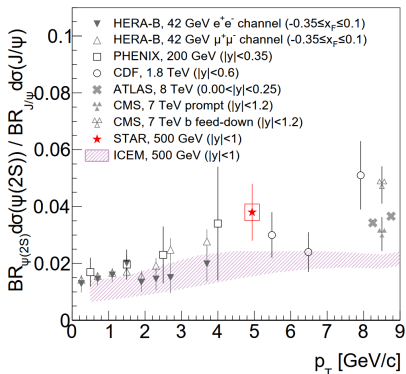 HERA-B, 42 GeV e⁺e⁻ channel (-0.35≤x_F≤0.1)
HERA-B, 42 GeV μ⁺μ⁻ channel (-0.35≤x_F≤0.1)
PHENIX, 200 GeV (|y|<0.35)
CDF, 1.8 TeV (|y|<0.6)
ATLAS, 8 TeV (0.00<|y|<0.25)
CMS, 7 TeV prompt (|y|<1.2)
CMS, 7 TeV b feed-down (|y|<1.2)
STAR, 500 GeV (|y|<1)
ICEM, 500 GeV (|y|<1)
BR_ψ(2S) dσ(ψ(2S)) / BR_J/ψ dσ(J/ψ)
0.1
0.08
0.06
0.04
0.02
0
0 1 2 3 4 5 6 7 8 9
p_T [GeV/c]